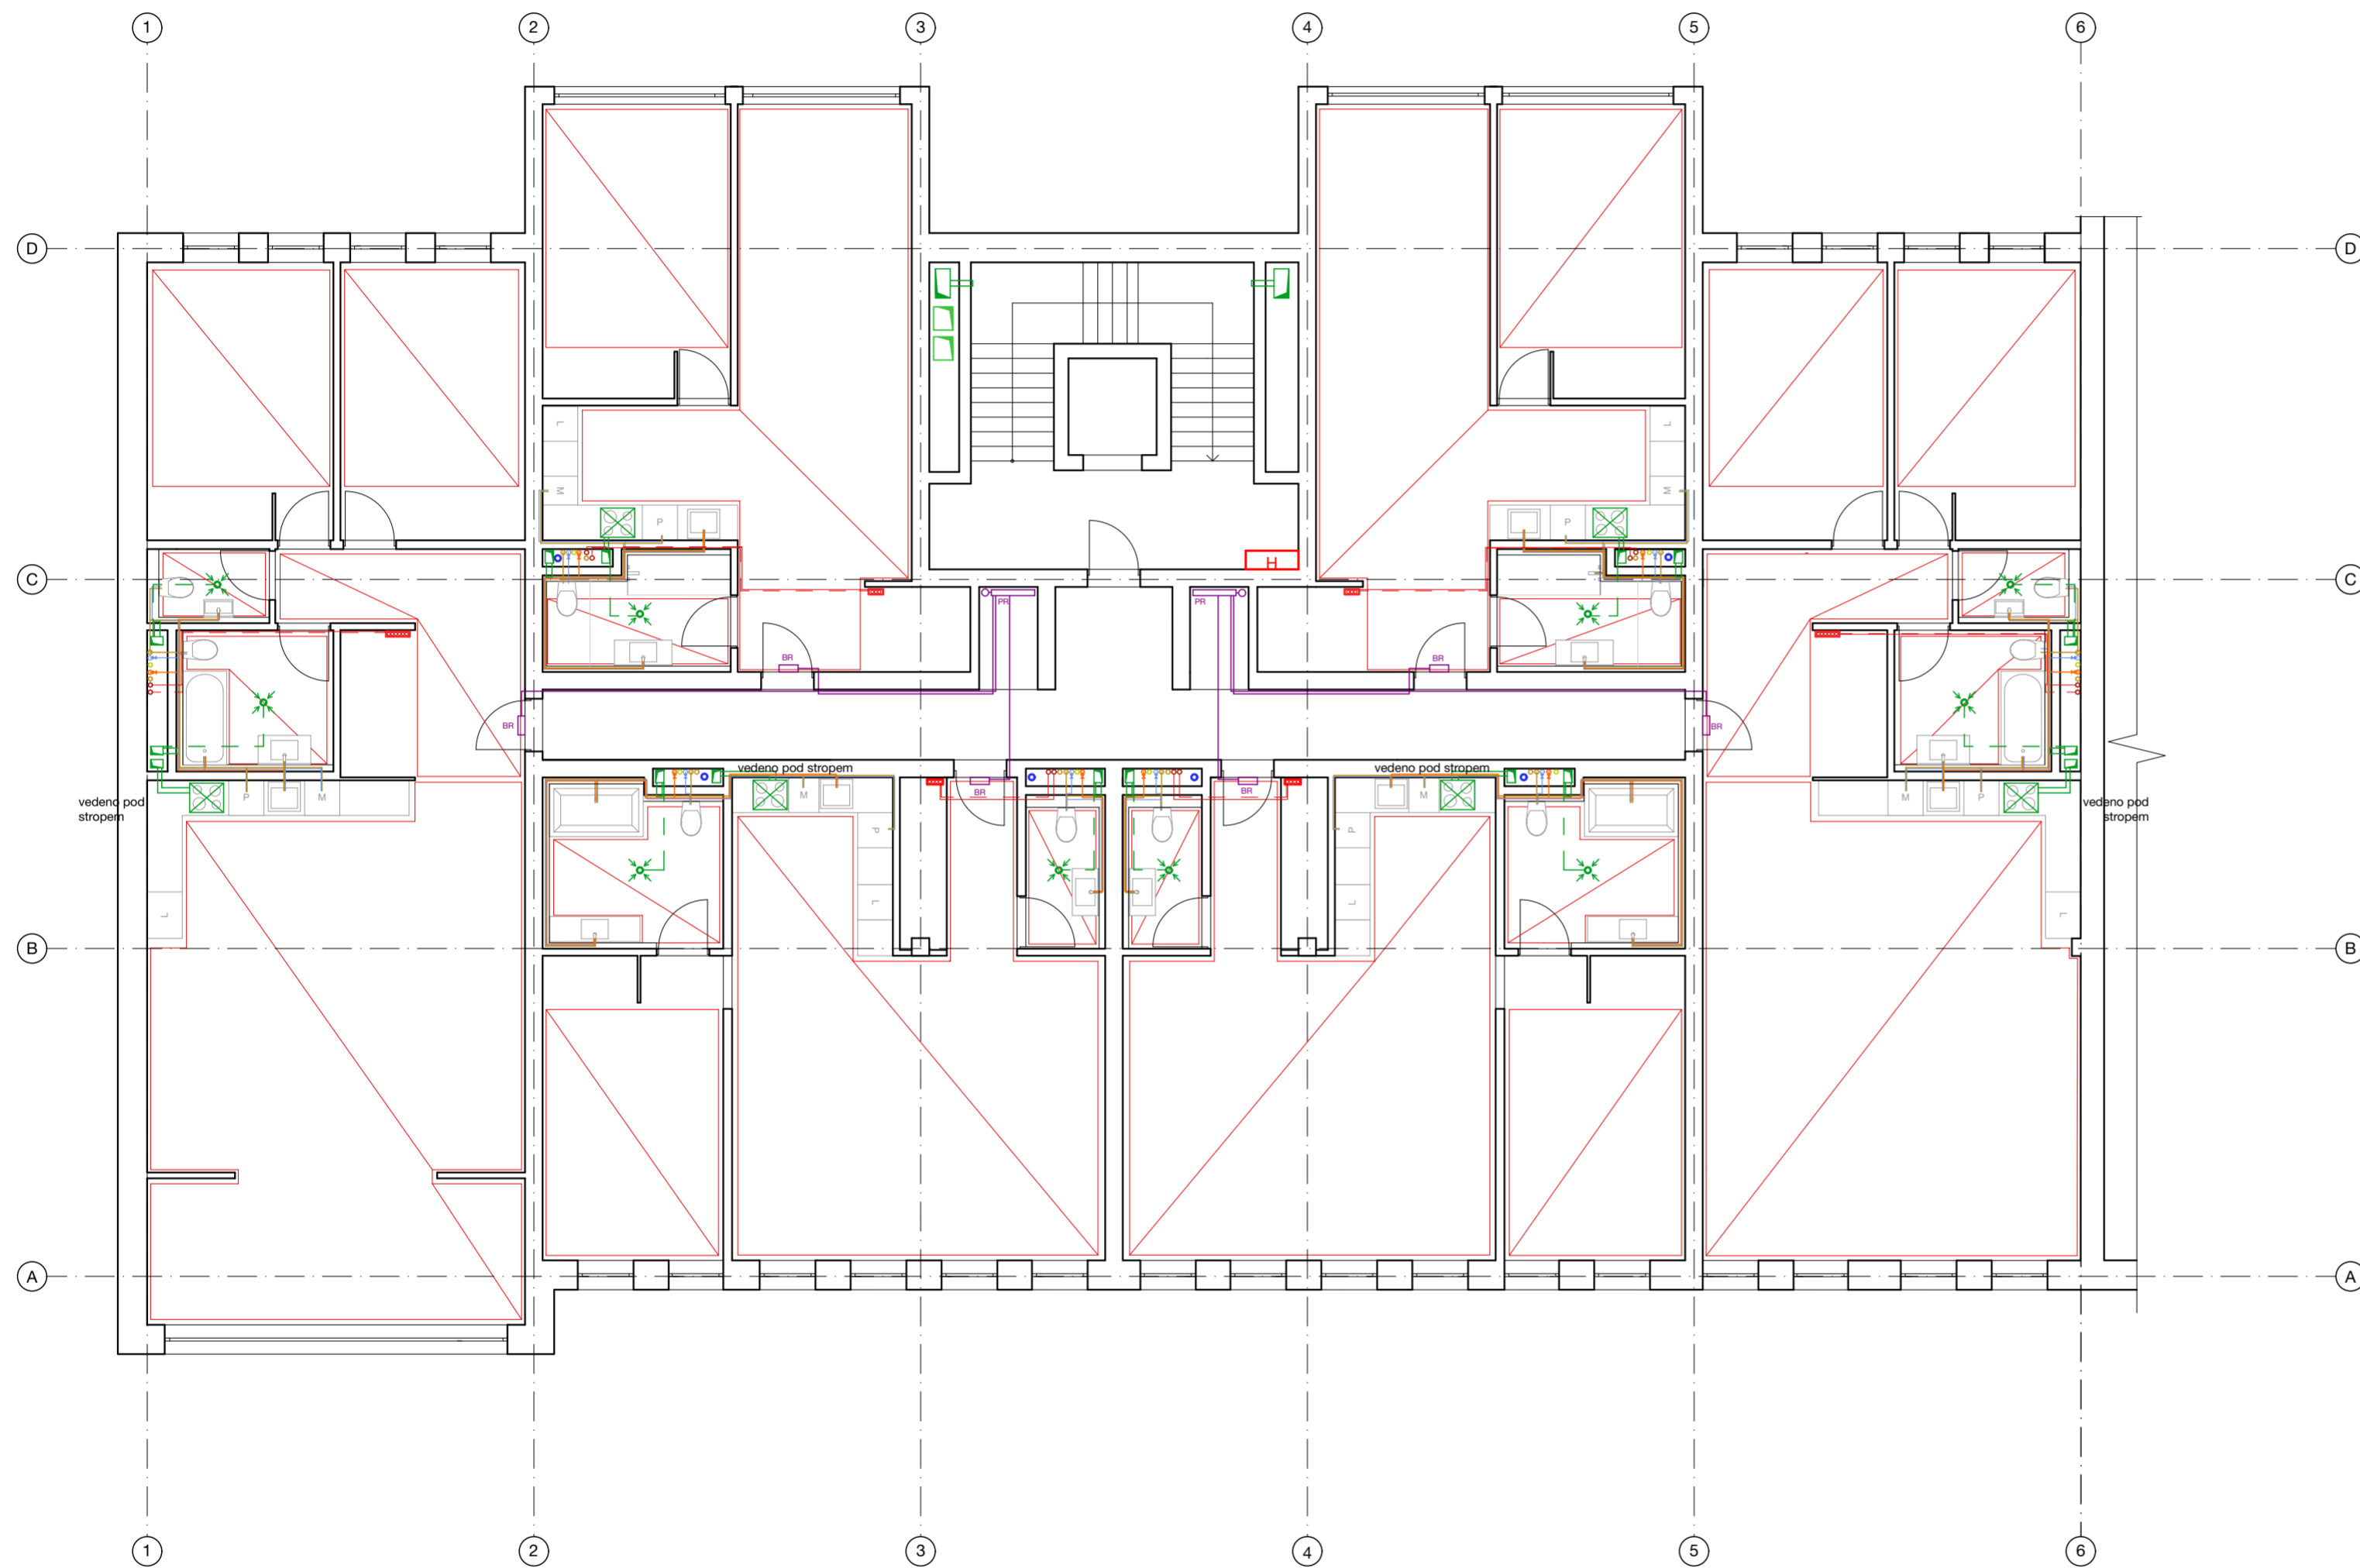 1 2 3 4 5 6
D D
L L
M P P M
C H C
PR PR
BR BR
BR BR
vedeno pod stropem vedeno pod stropem
P M BR M M BR M M P
vedeno pod
stropem
vedeno pod
stropem
P P
L L L L
B B
A A
1 2 3 4 5 6